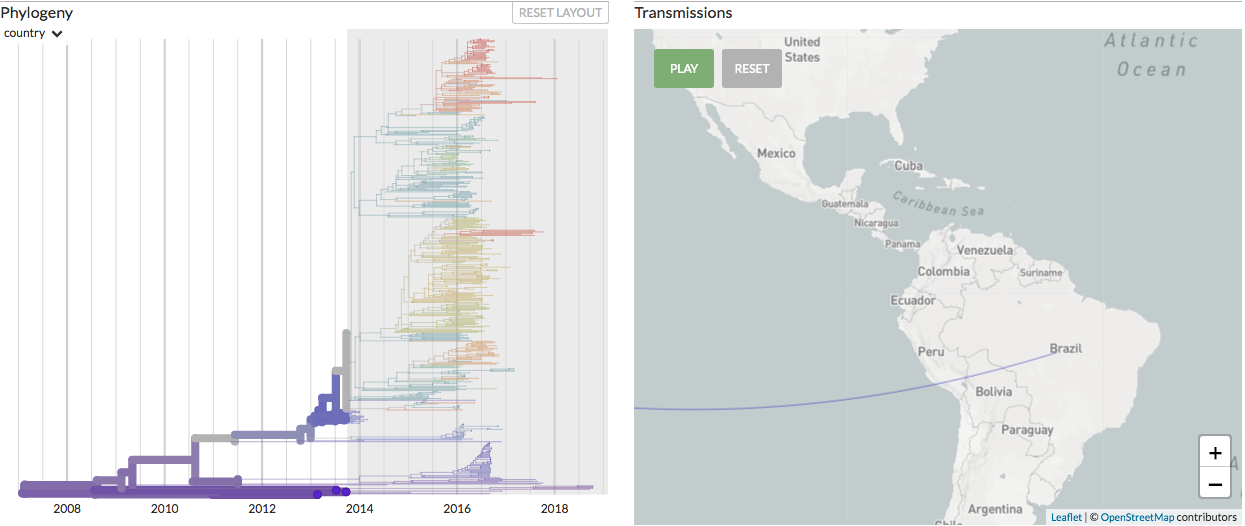 Phylogeny
RESET LAYOUT
country
2008
2010
2012
2014
2016
2018
Transmissions
PLAY
RESET
United
States
Atlantic
Ocean
Mexico
Cuba
Guatemala
Caribbean Sea
Nicaragua
Panama
Venezuela
Colombia
Suriname
Ecuador
Peru
Brazil
Bolivia
Paraguay
Argentina
+
−
Leaflet | © OpenStreetMap contributors